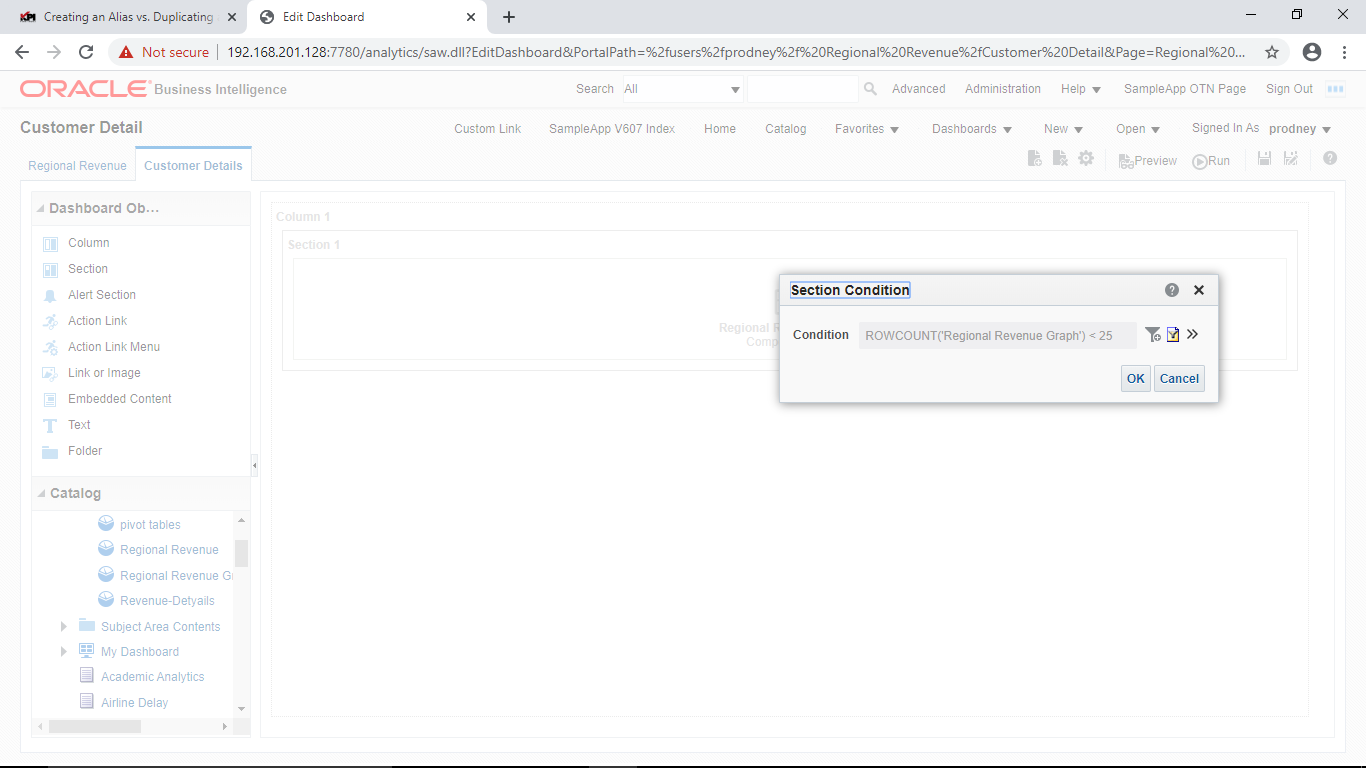 KPI Creating an Alias vs. Duplicating
Edit Dashboard
Not secure 192.168.201.128:7780/analytics/saw.dll?EditDashboard&PortalPath=%2fusers%2fprodney%2f%20Regional%20Revenue%2fCustomer%20Detail&Page=Regional%20...
ORACLE Business Intelligence
Search All Advanced Administration Help SampleApp OTN Page Sign Out
Customer Detail
Custom Link SampleApp V607 Index Home Catalog Favorites Dashboards New Open Signed In As prodney
Regional Revenue Customer Details
Preview Run
Dashboard Ob...
Column
Section
Alert Section
Action Link
Action Link Menu
Link or Image
Embedded Content
Text
Folder
Catalog
pivot tables
Regional Revenue
Regional Revenue G
Revenue-Detyails
Subject Area Contents
My Dashboard
Academic Analytics
Airline Delay
Column 1
Section 1
Regional
Comp
Section Condition
Condition ROWCOUNT('Regional Revenue Graph') < 25
OK Cancel